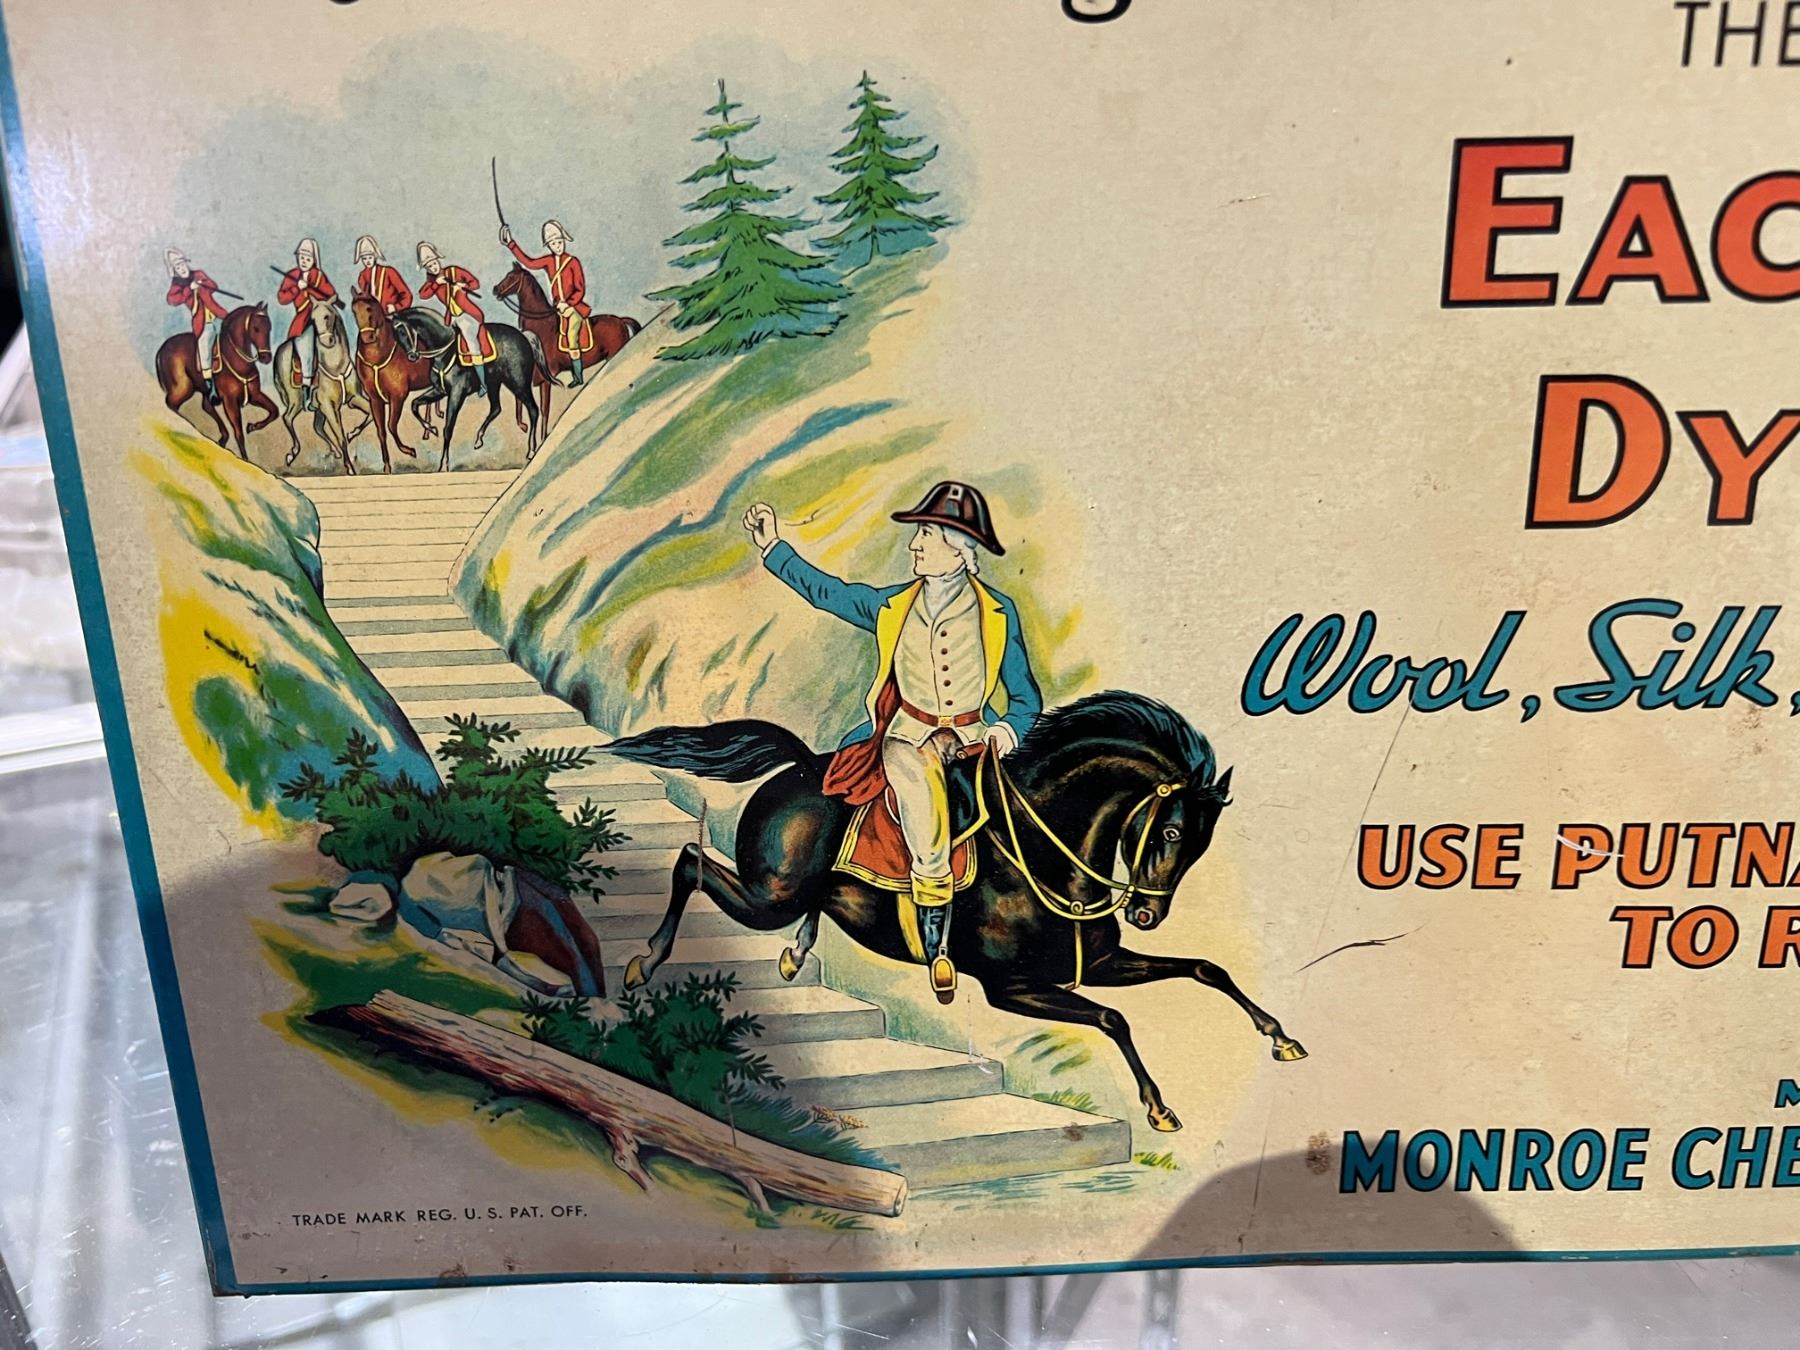 THE
EAC
DY
Wool, Silk,
USE PUTNA
TO R
MONROE CHE
TRADE MARK REG. U. S. PAT. OFF.